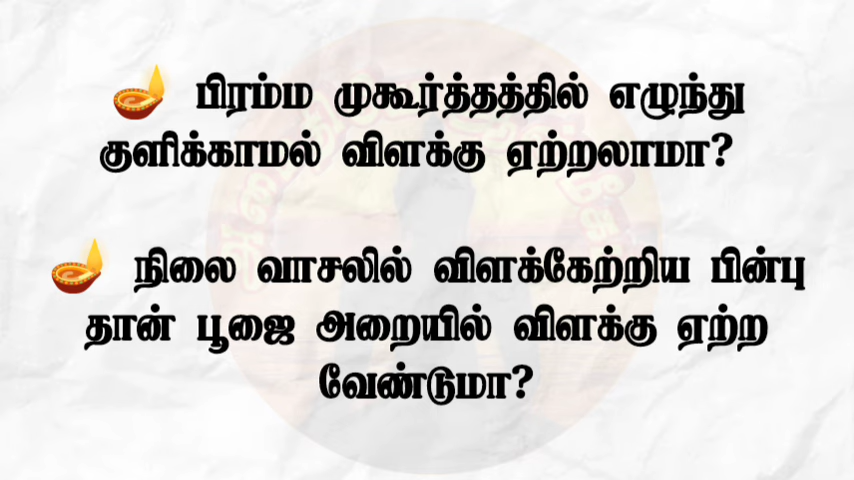 பிரம்ம முகூர்த்தத்தில் எழுந்து
குளிக்காமல் விளக்கு ஏற்றலாமா?
நிலை வாசலில் விளக்கேற்றிய பின்பு
தான் பூஜை அறையில் விளக்கு ஏற்ற
வேண்டுமா?